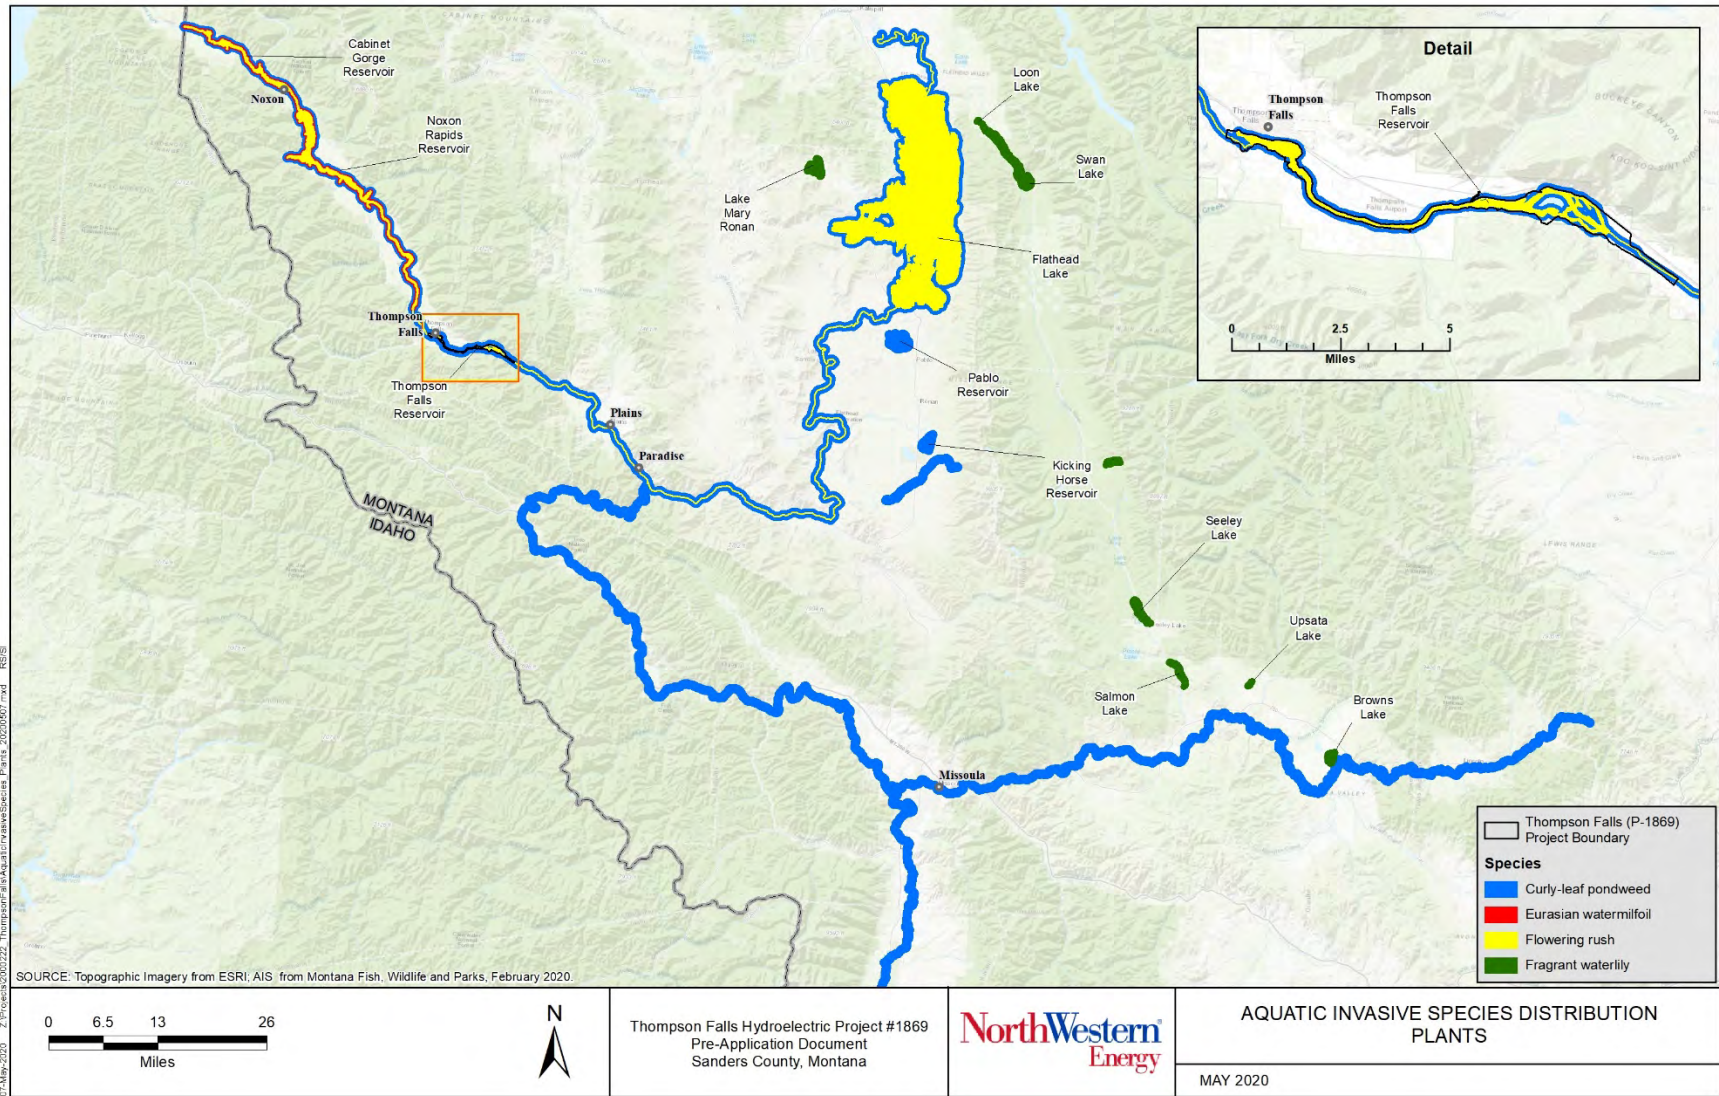 Cabinet
Gorge
Reservoir
Noxon
Noxon
Rapids
Reservoir
Loon
Lake
Swan
Lake
Lake
Mary
Ronan
Flathead
Lake
Thompson
Falls
Thompson
Falls
Reservoir
Pablo
Reservoir
Plains
Paradise
Kicking
Horse
Reservoir
MONTANA
IDAHO
Seeley
Lake
Upsata
Lake
Salmon
Lake
Browns
Lake
Missoula
Detail
Thompson
Falls
Thompson
Falls
Reservoir
0 2.5 5
Miles
Thompson Falls (P-1869)
Project Boundary
Species
Curly-leaf pondweed
Eurasian watermilfoil
Flowering rush
Fragrant waterlily
SOURCE: Topographic Imagery from ESRI; AIS from Montana Fish, Wildlife and Parks, February 2020.
0 6.5 13 26
Miles
N
Thompson Falls Hydroelectric Project #1869
Pre-Application Document
Sanders County, Montana
NorthWestern
Energy
AQUATIC INVASIVE SPECIES DISTRIBUTION
PLANTS
MAY 2020
07-May-2020